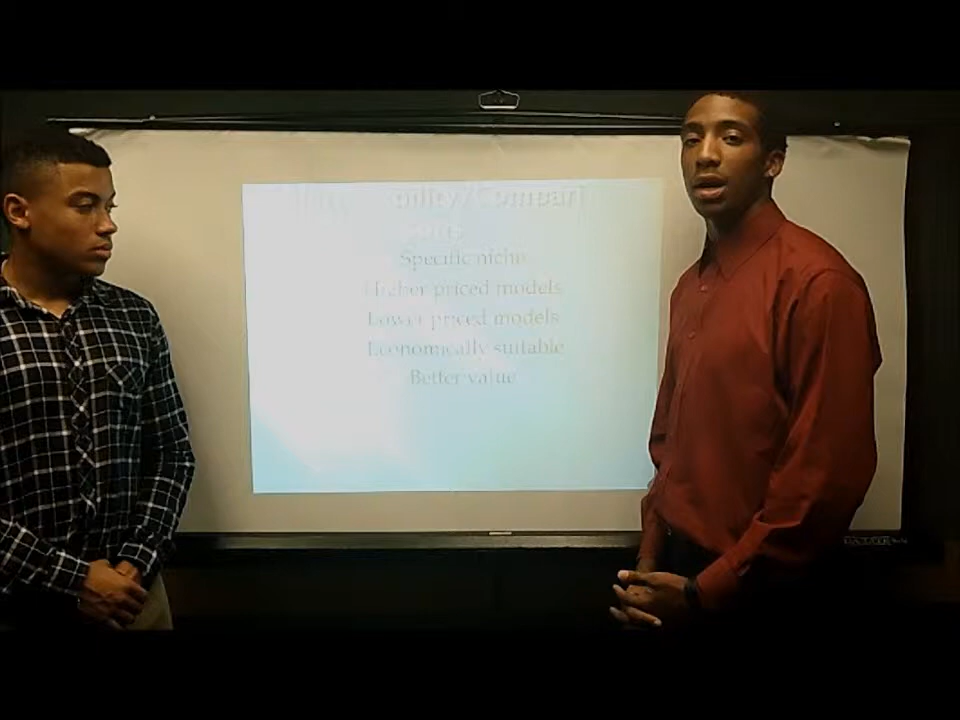 Specific niche
Higher priced models
Lower priced models
Economically suitable
Better value